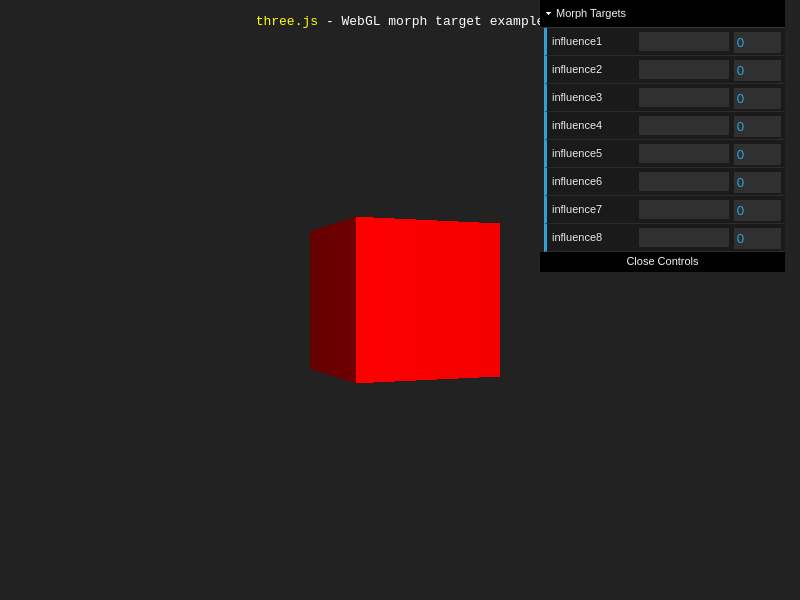 three.js - WebGL morph target example
Morph Targets
influence1 0
influence2 0
influence3 0
influence4 0
influence5 0
influence6 0
influence7 0
influence8 0
Close Controls